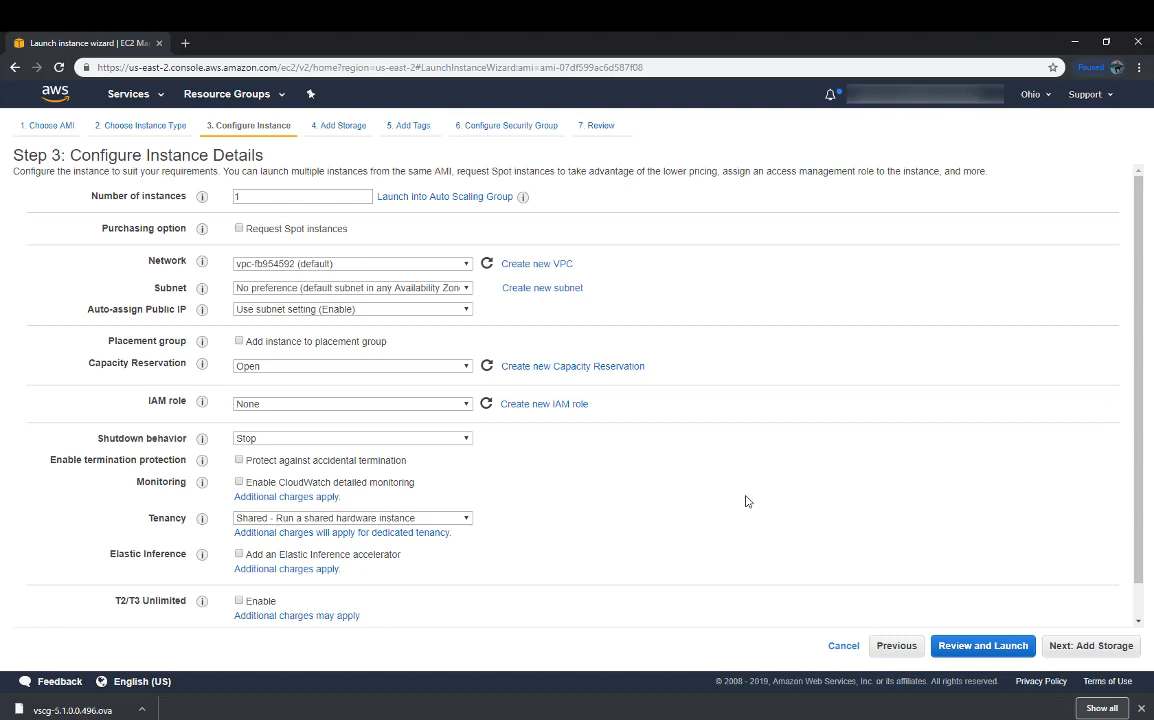 Launch instance wizard | EC2 Ma
https://us-east-2.console.aws.amazon.com/ec2/v2/home?region=us-east-2#LaunchInstanceWizard:ami=ami-07df599ac6d587f08
Paused
aws Services Resource Groups Ohio Support
1. Choose AMI 2. Choose Instance Type 3. Configure Instance 4. Add Storage 5. Add Tags 6. Configure Security Group 7. Review
Step 3: Configure Instance Details
Configure the instance to suit your requirements. You can launch multiple instances from the same AMI, request Spot instances to take advantage of the lower pricing, assign an access management role to the instance, and more.
Number of instances 1 Launch into Auto Scaling Group
Purchasing option Request Spot instances
Network vpc-fb954592 (default) Create new VPC
Subnet No preference (default subnet in any Availability Zon Create new subnet
Auto-assign Public IP Use subnet setting (Enable)
Placement group Add instance to placement group
Capacity Reservation Open Create new Capacity Reservation
IAM role None Create new IAM role
Shutdown behavior Stop
Enable termination protection Protect against accidental termination
Monitoring Enable CloudWatch detailed monitoring
Additional charges apply.
Tenancy Shared - Run a shared hardware instance
Additional charges will apply for dedicated tenancy.
Elastic Inference Add an Elastic Inference accelerator
Additional charges apply.
T2/T3 Unlimited Enable
Additional charges may apply
Cancel Previous Review and Launch Next: Add Storage
Feedback English (US) © 2008 - 2019, Amazon Web Services, Inc. or its affiliates. All rights reserved. Privacy Policy Terms of Use
vscg-5.1.0.0.496.ova Show all